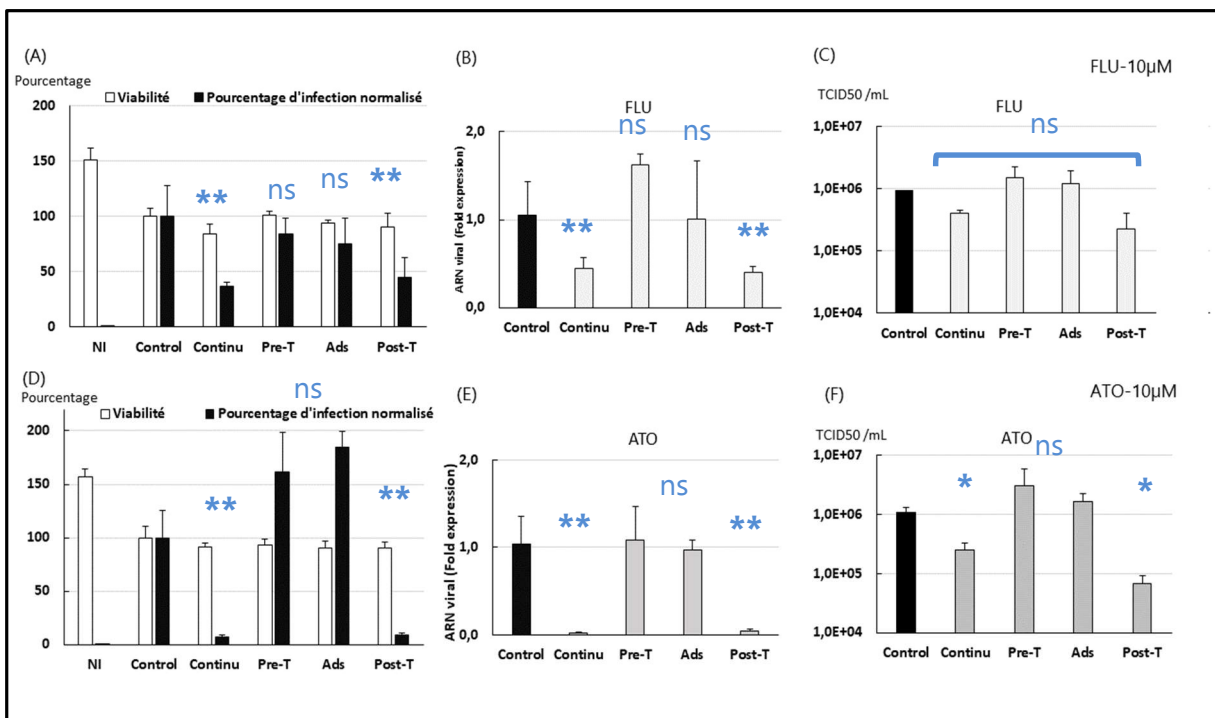 (A)
Pourcentage
Viabilité Pourcentage d'infection normalisé
200
150
100
50
0
** ns ns **
NI Control Continu Pre-T Ads Post-T
(B)
FLU
ns ns
ARN viral (Fold expression)
2,0
1,0
0,0
** **
Control Continu Pre-T Ads Post-T
(C)
FLU-10µM
TCID50 /mL
FLU
ns
1,0E+07
1,0E+06
1,0E+05
1,0E+04
Control Continu Pre-T Ads Post-T
(D)
Pourcentage
ns
Viabilité Pourcentage d'infection normalisé
200
150
100
50
0
** **
NI Control Continu Pre-T Ads Post-T
(E)
ATO
ARN viral (Fold expression)
2,0
1,0
0,0
** ns **
Control Continu Pre-T Ads Post-T
ATO-10µM
(F)
TCID50 /mL
ATO
ns
1,0E+07
1,0E+06
1,0E+05
1,0E+04
* *
Control Continu Pre-T Ads Post-T